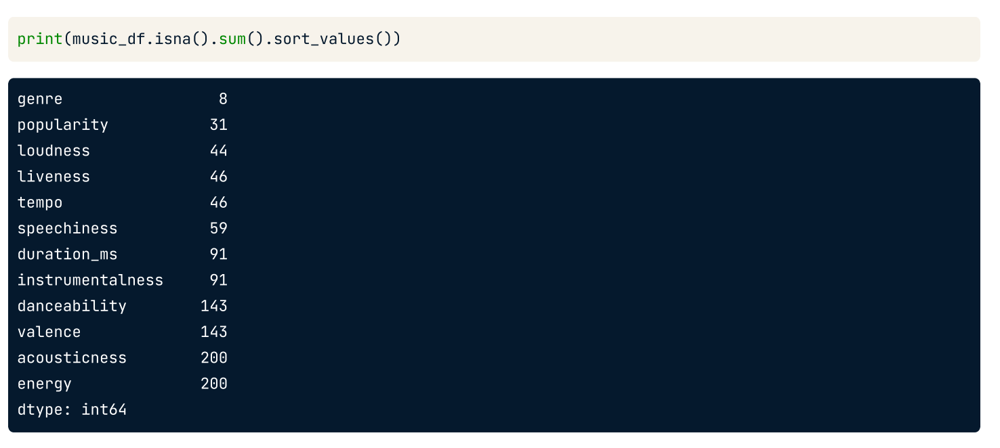 print(music_df.isna().sum().sort_values())
genre 8
popularity 31
loudness 44
liveness 46
tempo 46
speechiness 59
duration_ms 91
instrumentalness 91
danceability 143
valence 143
acousticness 200
energy 200
dtype: int64